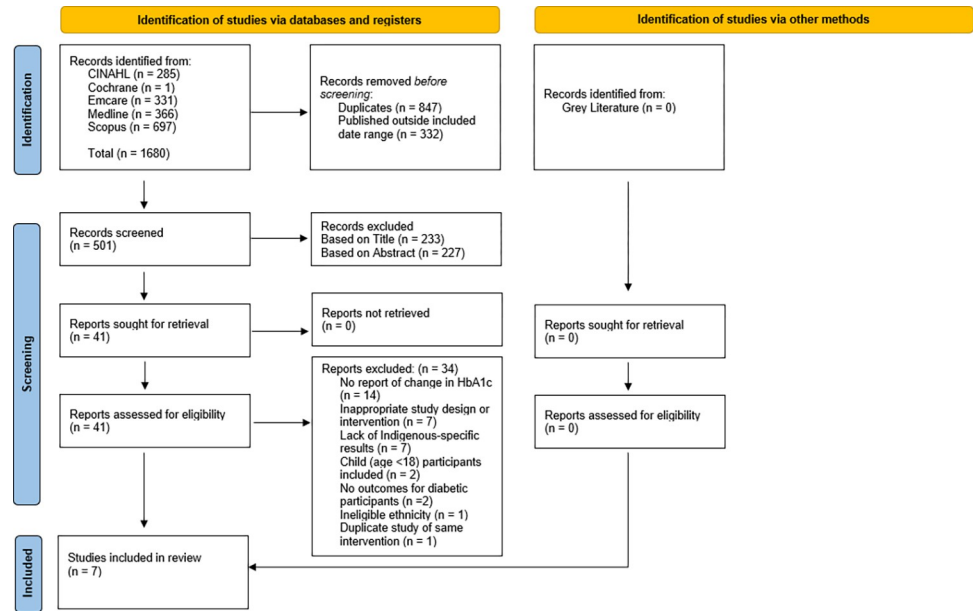 Identification of studies via databases and registers
Identification of studies via other methods
Identification
Records identified from:
CINAHL (n = 285)
Cochrane (n = 1)
Emcare (n = 331)
Medline (n = 366)
Scopus (n = 697)
Total (n = 1680)
Records removed before
screening:
Duplicates (n = 847)
Published outside included
date range (n = 332)
Records identified from:
Grey Literature (n = 0)
Screening
Records screened
(n = 501)
Records excluded
Based on Title (n = 233)
Based on Abstract (n = 227)
Reports sought for retrieval
(n = 41)
Reports not retrieved
(n = 0)
Reports sought for retrieval
(n = 0)
Reports assessed for eligibility
(n = 41)
Reports excluded: (n = 34)
No report of change in HbA1c
(n = 14)
Inappropriate study design or
intervention (n = 7)
Lack of Indigenous-specific
results (n = 7)
Child (age <18) participants
included (n = 2)
No outcomes for diabetic
participants (n =2)
Ineligible ethnicity (n = 1)
Duplicate study of same
intervention (n = 1)
Reports assessed for eligibility
(n = 0)
Included
Studies included in review
(n = 7)